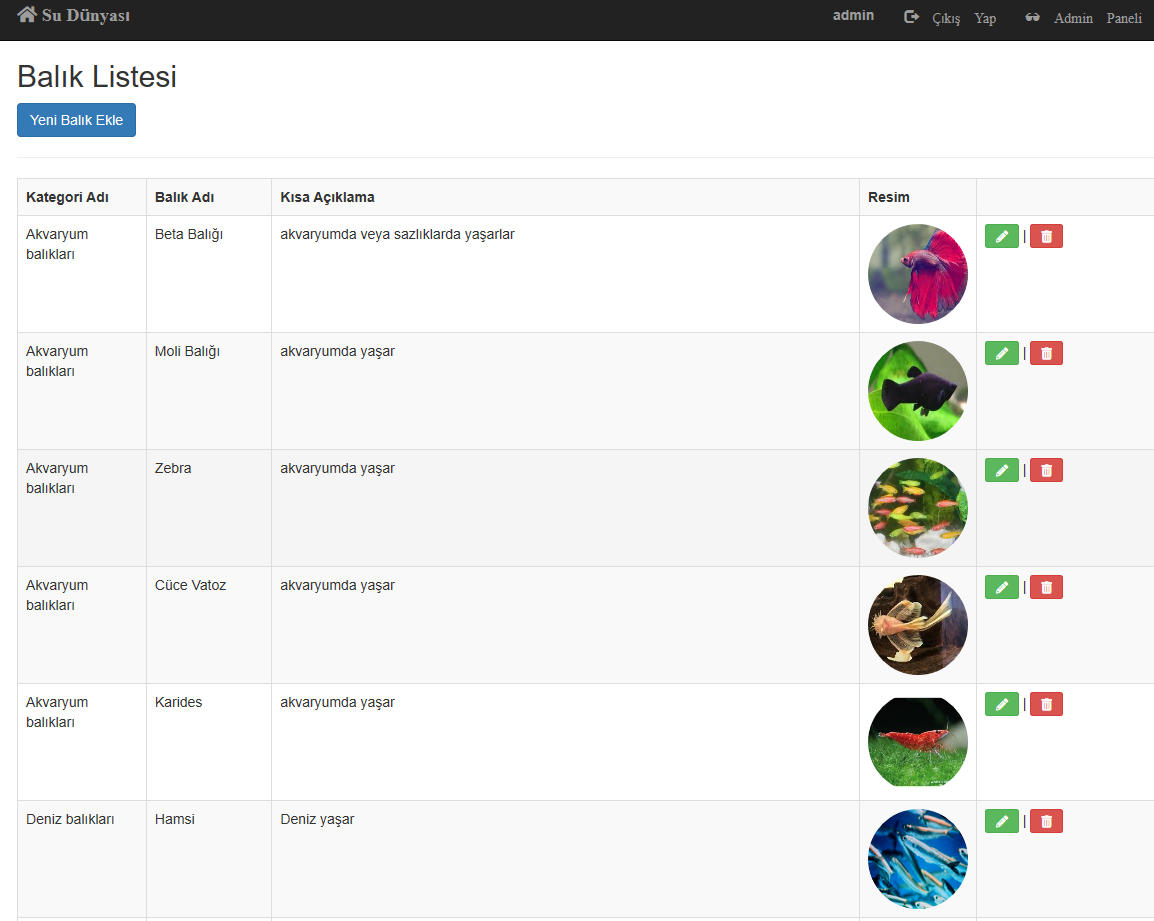 Su Dünyası admin Çıkış Yap Admin Paneli
Balık Listesi
Yeni Balık Ekle
Kategori Adı Balık Adı Kısa Açıklama Resim
Akvaryum balıkları Beta Balığı akvaryumda veya sazlıklarda yaşarlar |
Akvaryum balıkları Moli Balığı akvaryumda yaşar |
Akvaryum balıkları Zebra akvaryumda yaşar |
Akvaryum balıkları Cüce Vatoz akvaryumda yaşar |
Akvaryum balıkları Karides akvaryumda yaşar |
Deniz balıkları Hamsi Deniz yaşar |